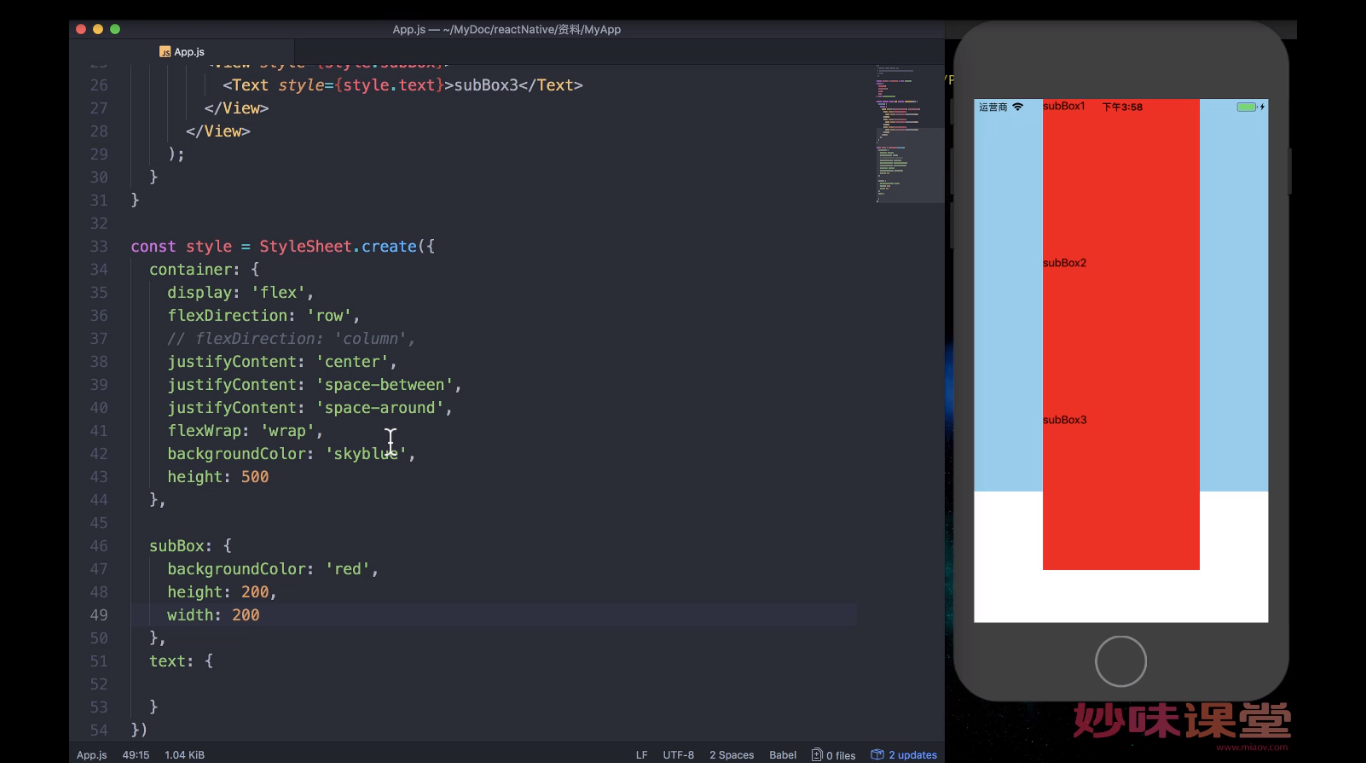 App.js — ~/MyDoc/reactNative/资料/MyApp
App.js
25 <View style={style.subBox}>
26 <Text style={style.text}>subBox3</Text>
27 </View>
28 </View>
29 );
30 }
31 }
32
33 const style = StyleSheet.create({
34 container: {
35 display: 'flex',
36 flexDirection: 'row',
37 // flexDirection: 'column',
38 justifyContent: 'center',
39 justifyContent: 'space-between',
40 justifyContent: 'space-around',
41 flexWrap: 'wrap',
42 backgroundColor: 'skyblue',
43 height: 500
44 },
45
46 subBox: {
47 backgroundColor: 'red',
48 height: 200,
49 width: 200
50 },
51 text: {
52
53 }
54 })
App.js 49:15 1.04 KiB LF UTF-8 2 Spaces Babel 0 files 2 updates
运营商 subBox1 下午3:58
subBox2
subBox3
妙味课堂
www.miaov.com